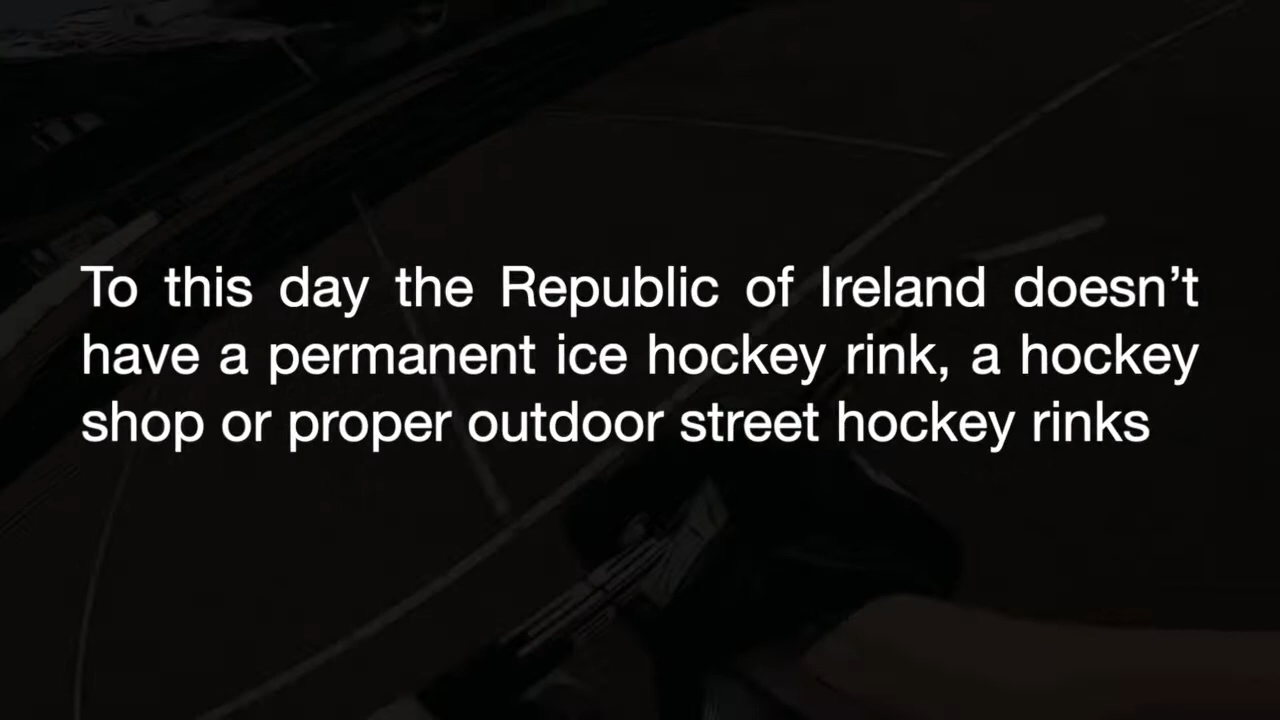 To this day the Republic of Ireland doesn’t
have a permanent ice hockey rink, a hockey
shop or proper outdoor street hockey rinks